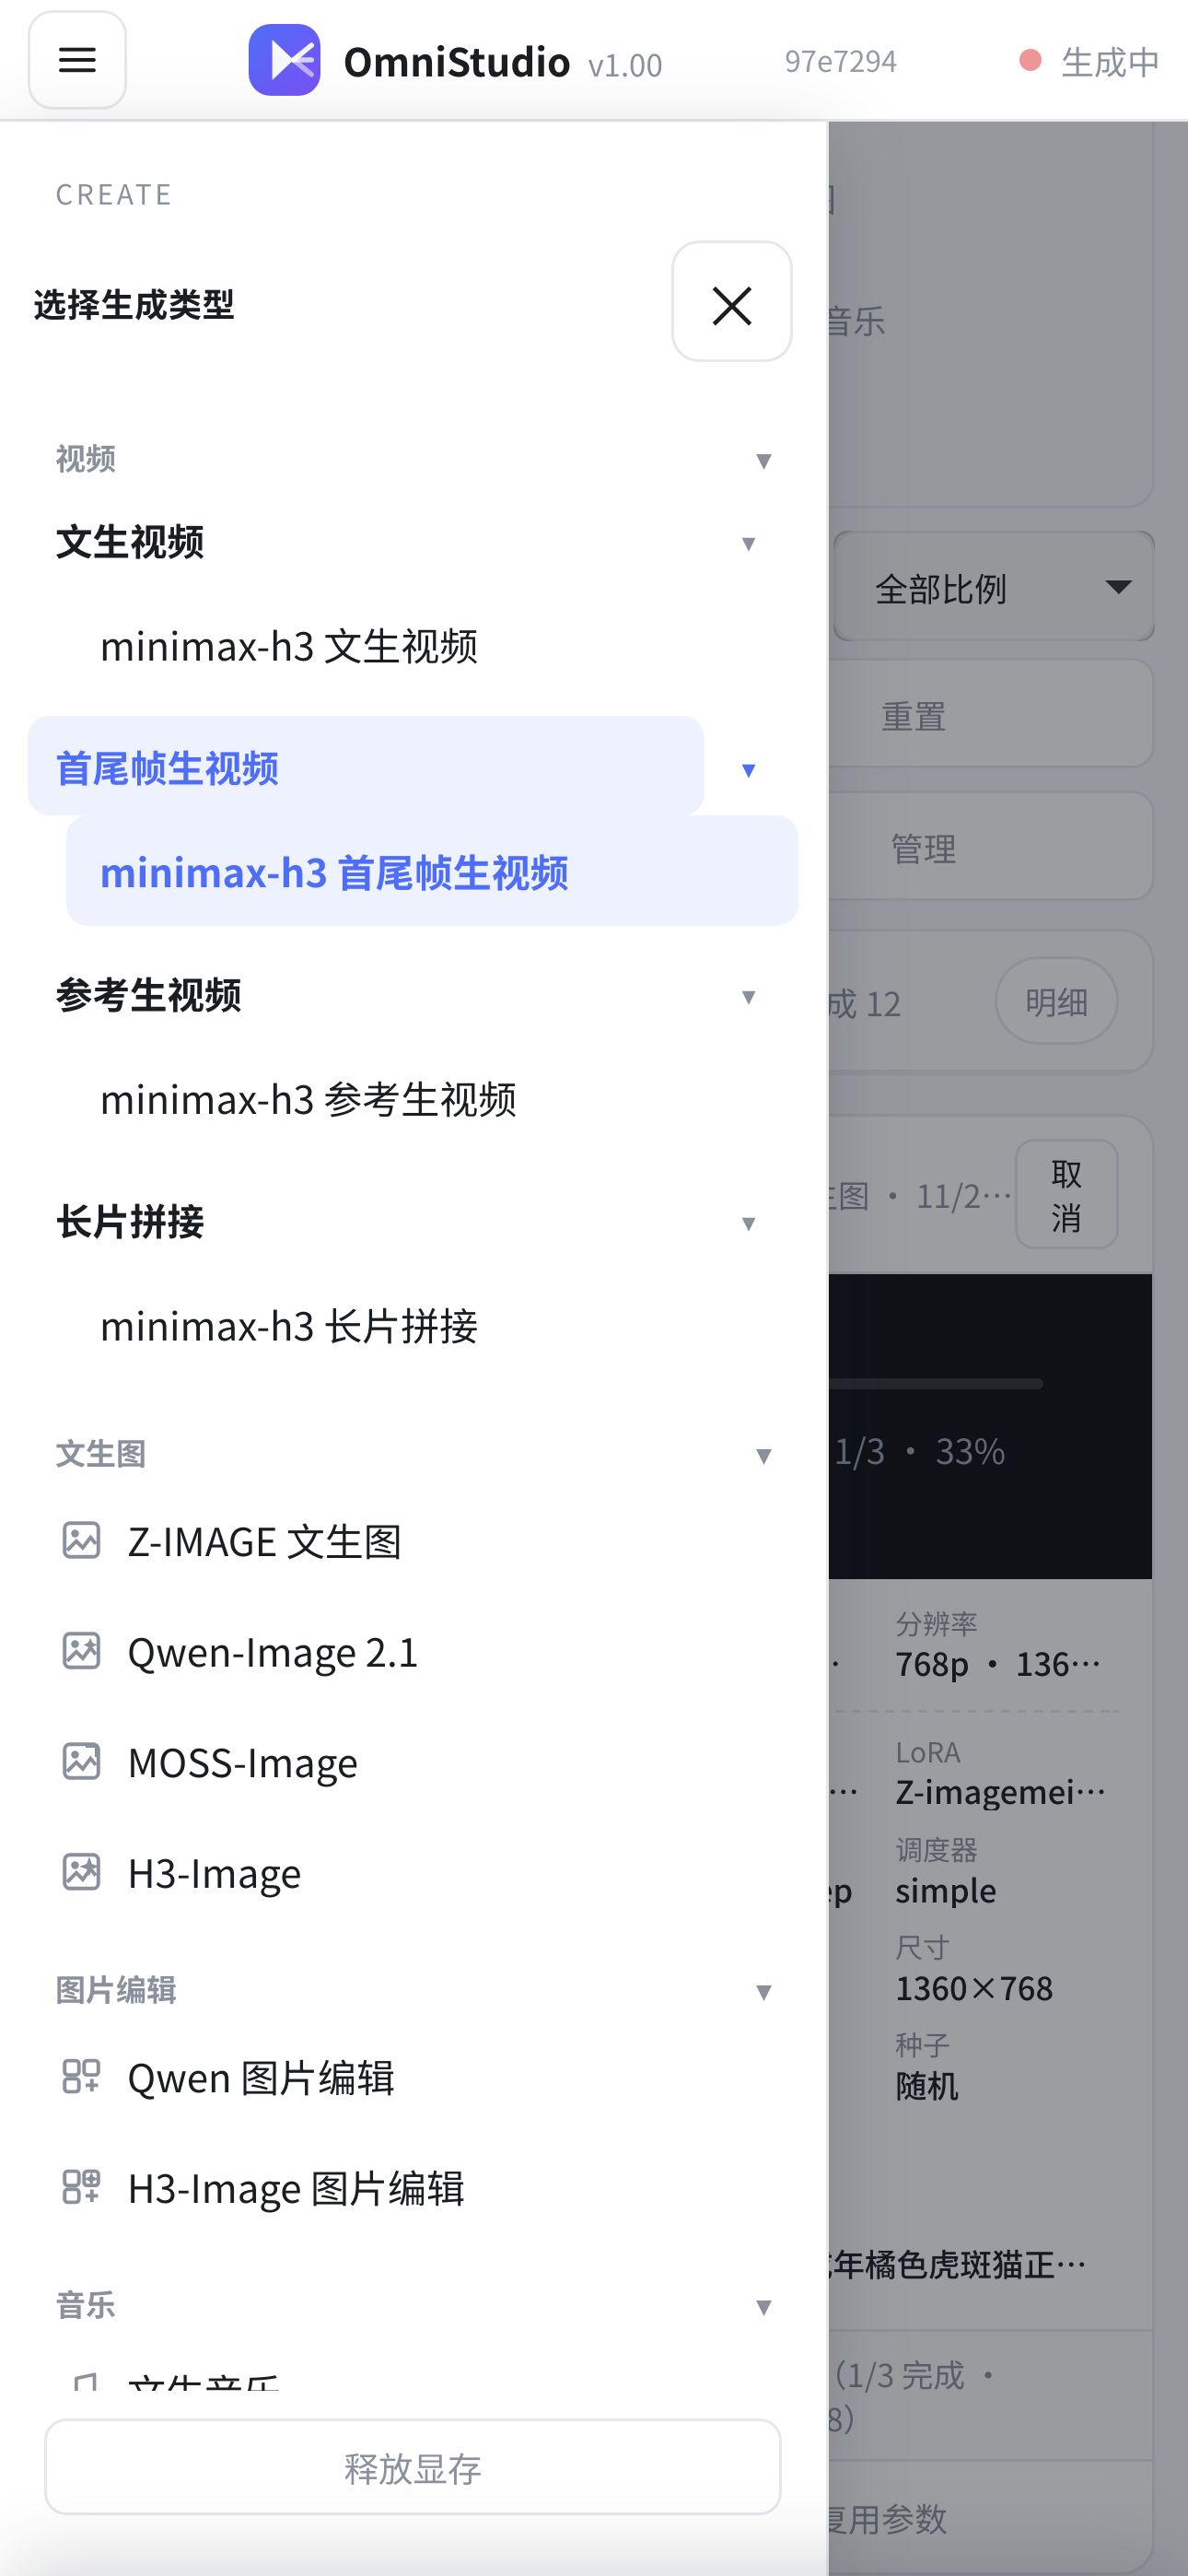 OmniStudio v1.00 97e7294 生成中
CREATE
选择生成类型
视频
文生视频
minimax-h3 文生视频
首尾帧生视频
minimax-h3 首尾帧生视频
参考生视频
minimax-h3 参考生视频
长片拼接
minimax-h3 长片拼接
文生图
Z-IMAGE 文生图
Qwen-Image 2.1
MOSS-Image
H3-Image
图片编辑
Qwen 图片编辑
H3-Image 图片编辑
音乐
文生音乐
释放显存
音乐
全部比例
重置
管理
成 12
明细
生图 • 11/2…
取
消
1/3 • 33%
分辨率
768p • 136…
LoRA
Z-imagemei…
调度器
simple
尺寸
1360×768
种子
随机
年橘色虎斑猫正…
(1/3 完成 •
8)
复用参数